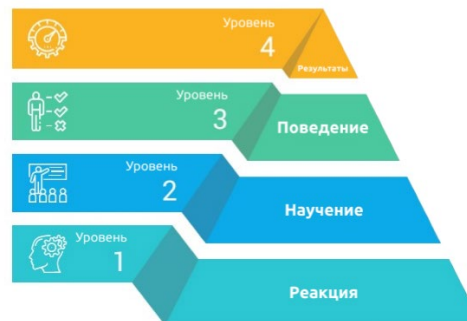 Уровень
4
Результаты
Уровень
3
Поведение
Уровень
2
Научение
Уровень
1
Реакция